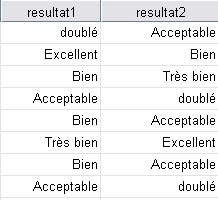 resultat1 resultat2
doublé Acceptable
Excellent Bien
Bien Très bien
Acceptable doublé
Bien Acceptable
Très bien Excellent
Bien Acceptable
Acceptable doublé